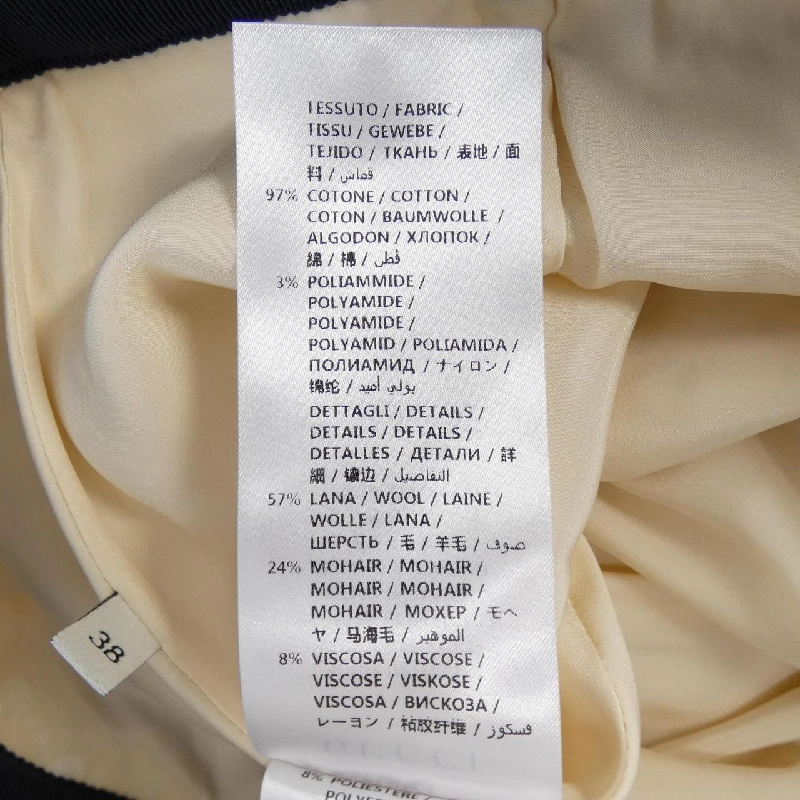 TESSUTO / FABRIC /
TISSU / GEWEBE /
TEJIDO / ТКАНЬ / 表地 / 面
料 / قماش
97% COTONE / COTTON /
COTON / BAUMWOLLE /
ALGODON / ХЛОПОК /
綿 / 棉 / قطن
3% POLIAMMIDE /
POLYAMIDE /
POLYAMIDE /
POLYAMID / POLIAMIDA /
ПОЛИАМИД / ナイロン /
锦纶 / بولي أميد
DETTAGLI / DETAILS /
DETAILS / DETAILS /
DETALLES / ДЕТАЛИ / 詳
細 / 镶边 / التفاصيل
57% LANA / WOOL / LAINE /
WOLLE / LANA /
ШЕРСТЬ / 毛 / 羊毛 / صوف
24% MOHAIR / MOHAIR /
MOHAIR / MOHAIR /
MOHAIR / МОХЕР / モヘ
ヤ / 马海毛 / الموهير
8% VISCOSA / VISCOSE /
VISCOSE / VISKOSE /
VISCOSA / ВИСКОЗА /
レーヨン / 粘胶纤维 / فسكوز
GUCCI
8% POLIESTERE /
38